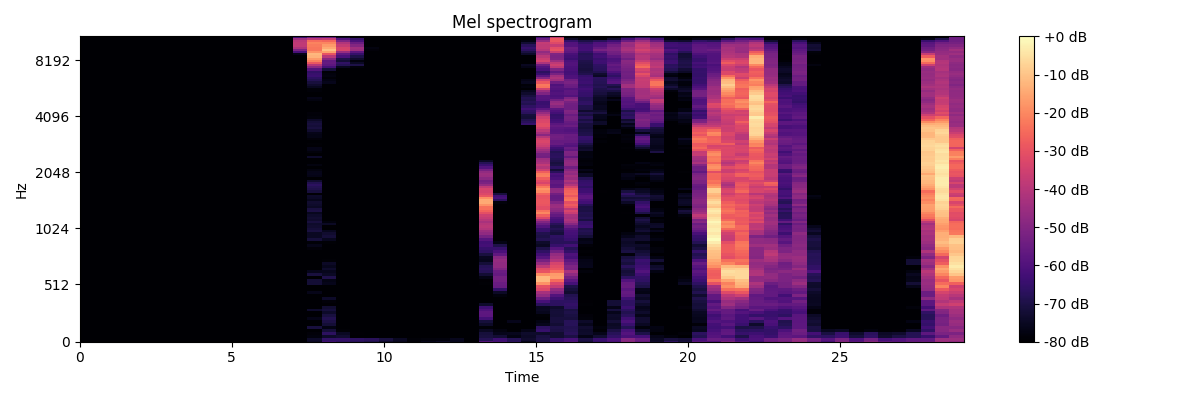 Mel spectrogram
Hz
8192
4096
2048
1024
512
0
0 5 10 15 20 25
Time
+0 dB
-10 dB
-20 dB
-30 dB
-40 dB
-50 dB
-60 dB
-70 dB
-80 dB